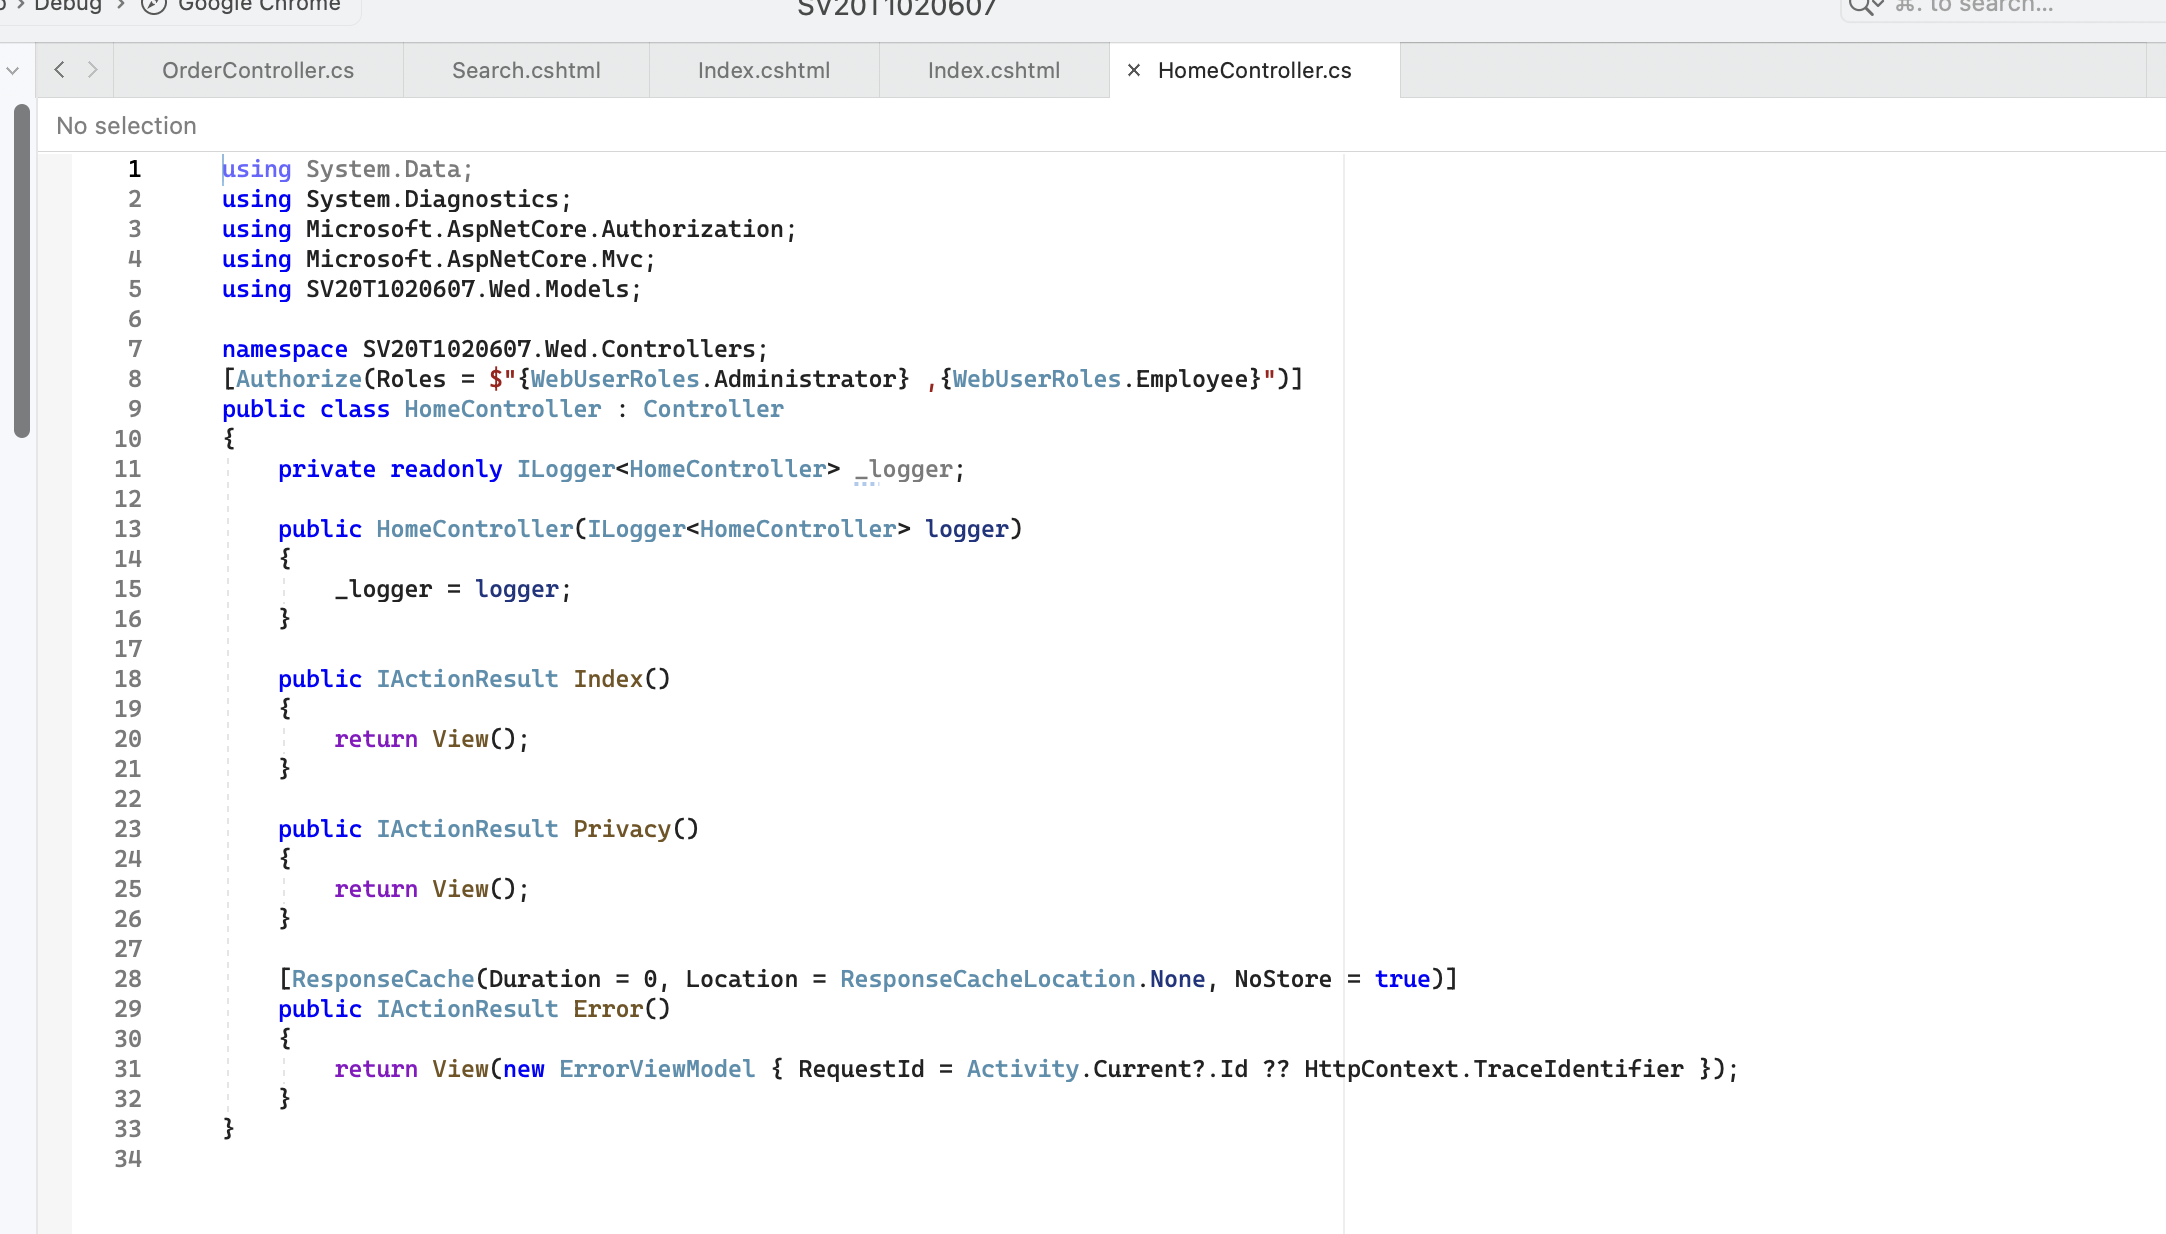 Debug > Google Chrome
SV20T1020607
⌘. to search...
OrderController.cs
Search.cshtml
Index.cshtml
Index.cshtml
× HomeController.cs
No selection
1 using System.Data;
2 using System.Diagnostics;
3 using Microsoft.AspNetCore.Authorization;
4 using Microsoft.AspNetCore.Mvc;
5 using SV20T1020607.Wed.Models;
6
7 namespace SV20T1020607.Wed.Controllers;
8 [Authorize(Roles = $"{WebUserRoles.Administrator} ,{WebUserRoles.Employee}")]
9 public class HomeController : Controller
10 {
11     private readonly ILogger<HomeController> _logger;
12
13     public HomeController(ILogger<HomeController> logger)
14     {
15         _logger = logger;
16     }
17
18     public IActionResult Index()
19     {
20         return View();
21     }
22
23     public IActionResult Privacy()
24     {
25         return View();
26     }
27
28     [ResponseCache(Duration = 0, Location = ResponseCacheLocation.None, NoStore = true)]
29     public IActionResult Error()
30     {
31         return View(new ErrorViewModel { RequestId = Activity.Current?.Id ?? HttpContext.TraceIdentifier });
32     }
33 }
34